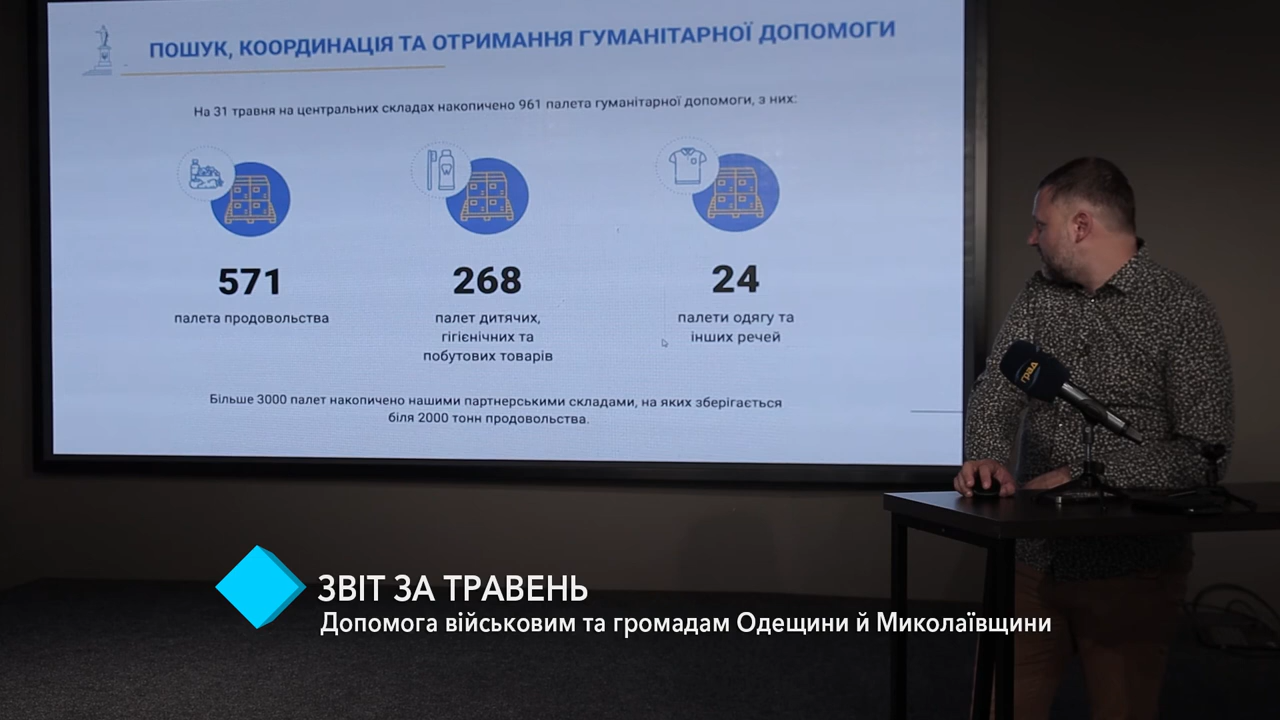 ПОШУК, КООРДИНАЦІЯ ТА ОТРИМАННЯ ГУМАНІТАРНОЇ ДОПОМОГИ
На 31 травня на центральних складах накопичено 961 палета гуманітарної допомоги, з них:
571
палета продовольства
268
палет дитячих,
гігієнічних та
побутових товарів
24
палети одягу та
інших речей
Більше 3000 палет накопичено нашими партнерськими складами, на яких зберігається
біля 2000 тонн продовольства.
град
ЗВІТ ЗА ТРАВЕНЬ
Допомога військовим та громадам Одещини й Миколаївщини